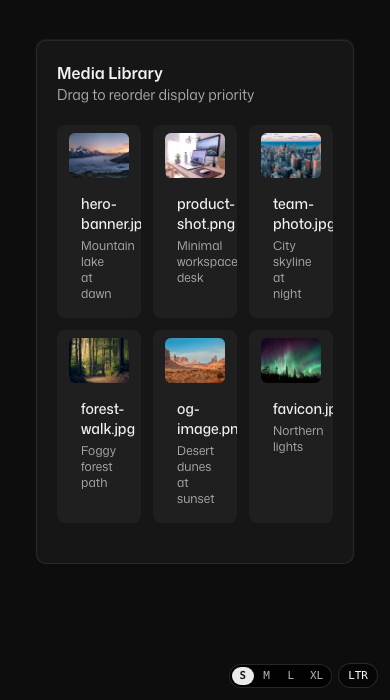 Media Library
Drag to reorder display priority
hero-
banner.jp
Mountain
lake
at
dawn
product-
shot.png
Minimal
workspace
desk
team-
photo.jpg
City
skyline
at
night
forest-
walk.jpg
Foggy
forest
path
og-
image.pn
Desert
dunes
at
sunset
favicon.jp
Northern
lights
S M L XL LTR